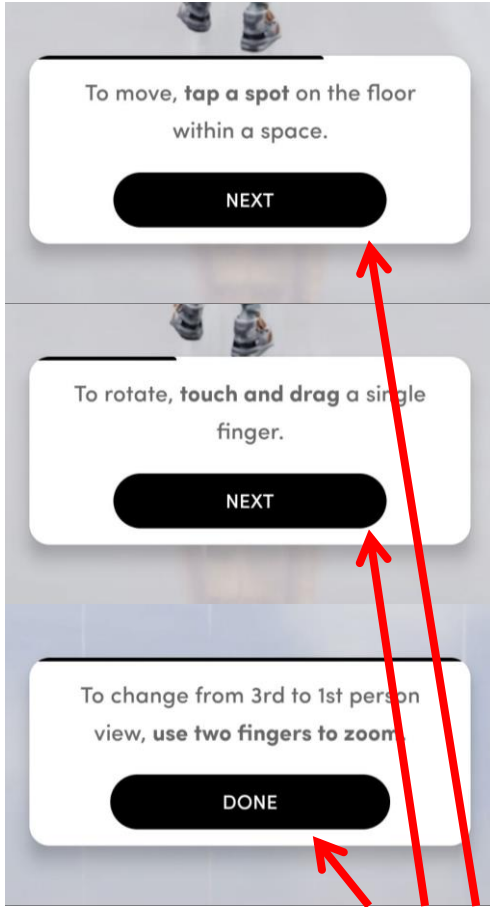 To move, tap a spot on the floor
within a space.
NEXT
To rotate, touch and drag a single
finger.
NEXT
To change from 3rd to 1st person
view, use two fingers to zoom.
DONE